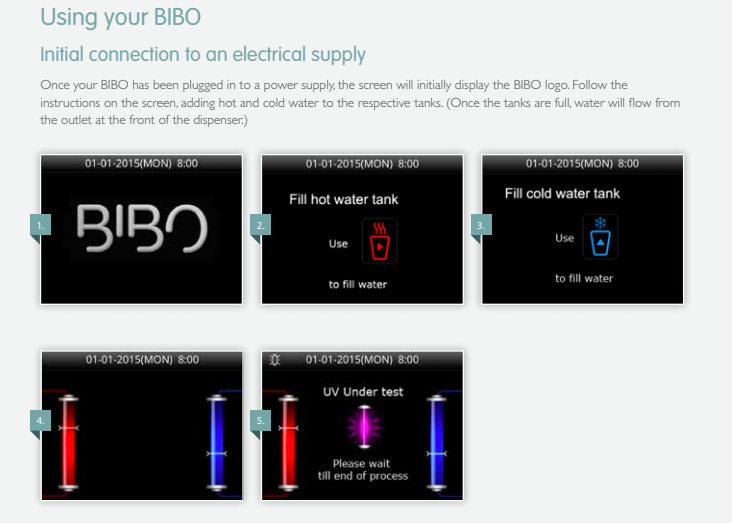 Using your BIBO
Initial connection to an electrical supply
Once your BIBO has been plugged in to a power supply, the screen will initially display the BIBO logo. Follow the
instructions on the screen, adding hot and cold water to the respective tanks. (Once the tanks are full, water will flow from
the outlet at the front of the dispenser.)
1.
01-01-2015(MON) 8:00
BIBO
2.
01-01-2015(MON) 8:00
Fill hot water tank
Use
to fill water
3.
01-01-2015(MON) 8:00
Fill cold water tank
Use
to fill water
4.
01-01-2015(MON) 8:00
5.
01-01-2015(MON) 8:00
UV Under test
Please wait
till end of process